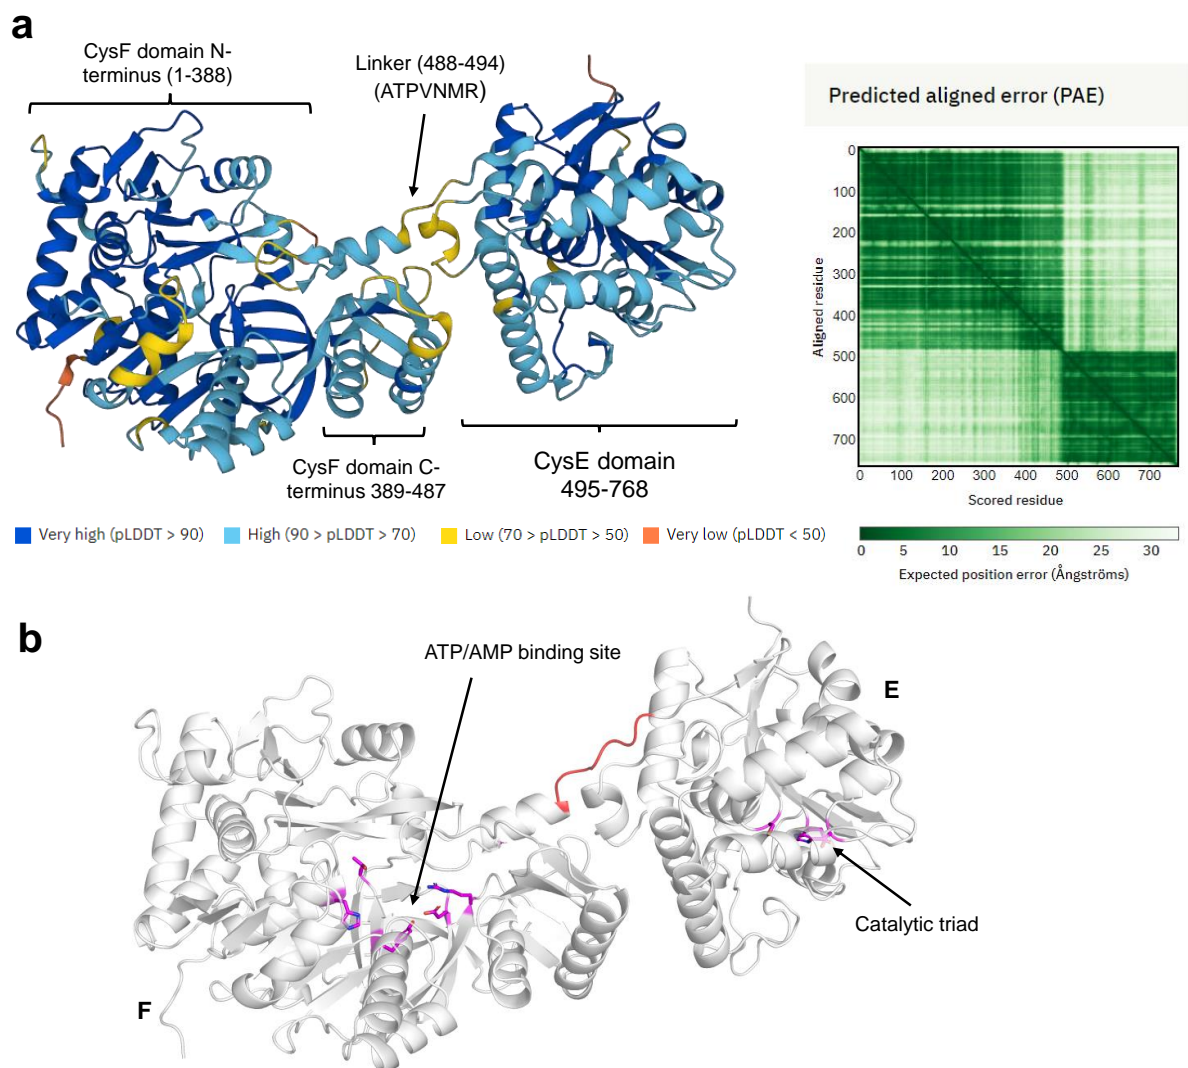 a
CysF domain N-
terminus (1-388)
Linker (488-494)
(ATPVNMR)
CysF domain C-
terminus 389-487
CysE domain
495-768
Very high (pLDDT > 90)
High (90 > pLDDT > 70)
Low (70 > pLDDT > 50)
Very low (pLDDT < 50)
Predicted aligned error (PAE)
0
100
200
300
400
500
600
700
Aligned residue
0 100 200 300 400 500 600 700
Scored residue
0 5 10 15 20 25 30
Expected position error (Ångströms)
b
ATP/AMP binding site
E
Catalytic triad
F